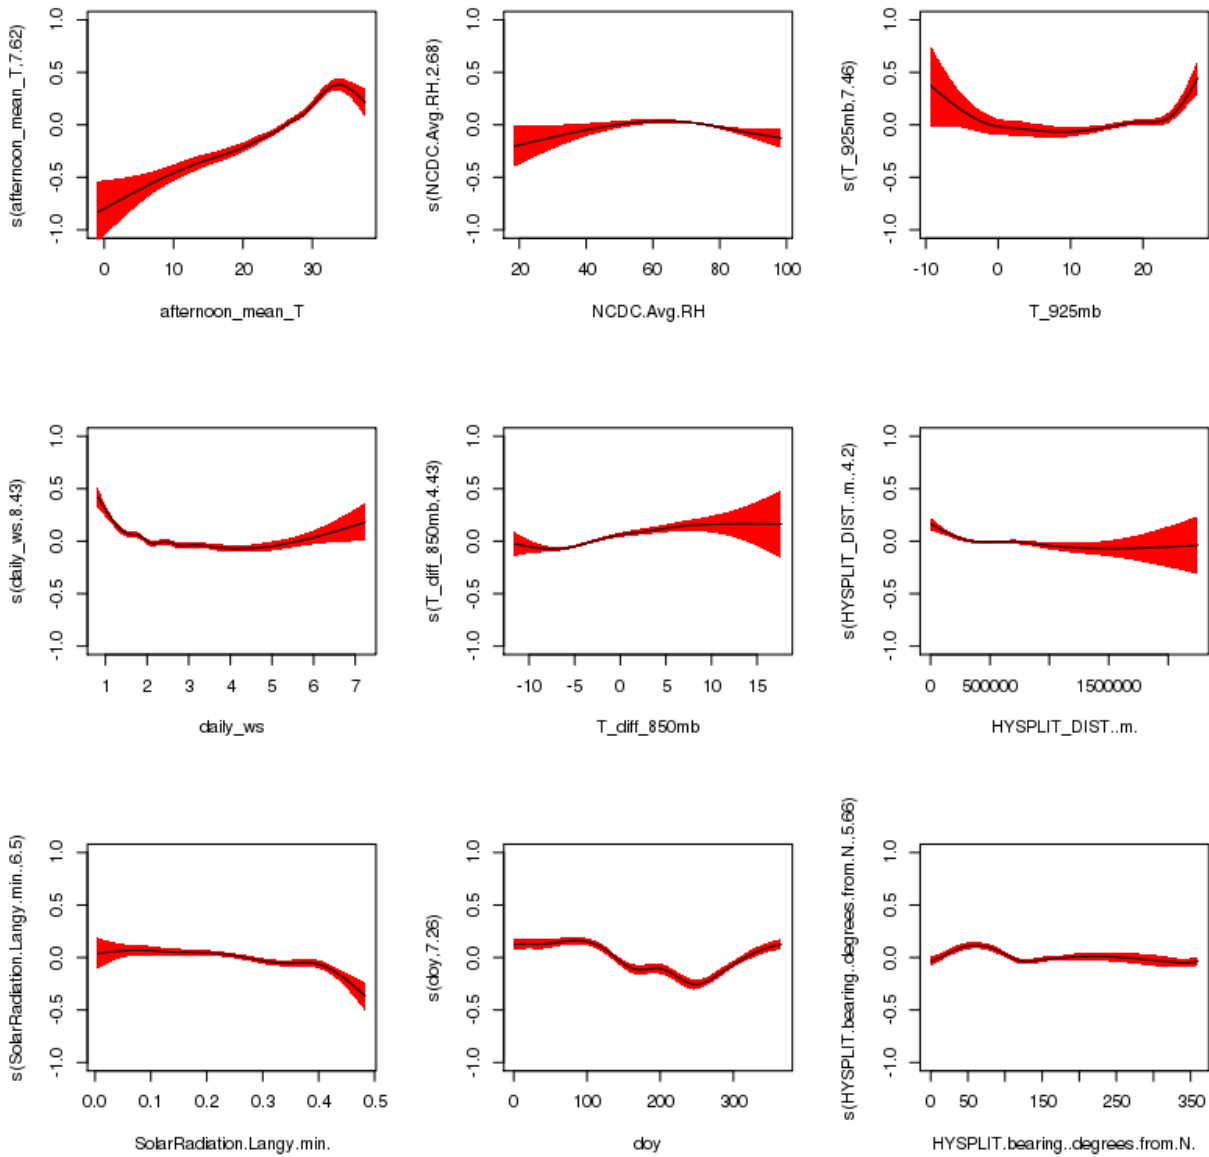 s(afternoon_mean_T,7.62)
1.0
0.5
0.0
-0.5
-1.0
0 10 20 30
afternoon_mean_T
s(NCDC.Avg.RH,2.68)
1.0
0.5
0.0
-0.5
-1.0
20 40 60 80 100
NCDC.Avg.RH
s(T_925mb,7.46)
1.0
0.5
0.0
-0.5
-1.0
-10 0 10 20
T_925mb
s(daily_ws,8.43)
1.0
0.5
0.0
-0.5
-1.0
1 2 3 4 5 6 7
daily_ws
s(T_diff_850mb,4.43)
1.0
0.5
0.0
-0.5
-1.0
-10 -5 0 5 10 15
T_diff_850mb
s(HYSPLIT_DIST..m.,4.2)
1.0
0.5
0.0
-0.5
-1.0
0 500000 1500000
HYSPLIT_DIST..m.
s(SolarRadiation.Langy.min.,6.5)
1.0
0.5
0.0
-0.5
-1.0
0.0 0.1 0.2 0.3 0.4 0.5
SolarRadiation.Langy.min.
s(doy,7.26)
1.0
0.5
0.0
-0.5
-1.0
0 100 200 300
doy
s(HYSPLIT.bearing..degrees.from.N.,5.66)
1.0
0.5
0.0
-0.5
-1.0
0 50 150 250 350
HYSPLIT.bearing..degrees.from.N.